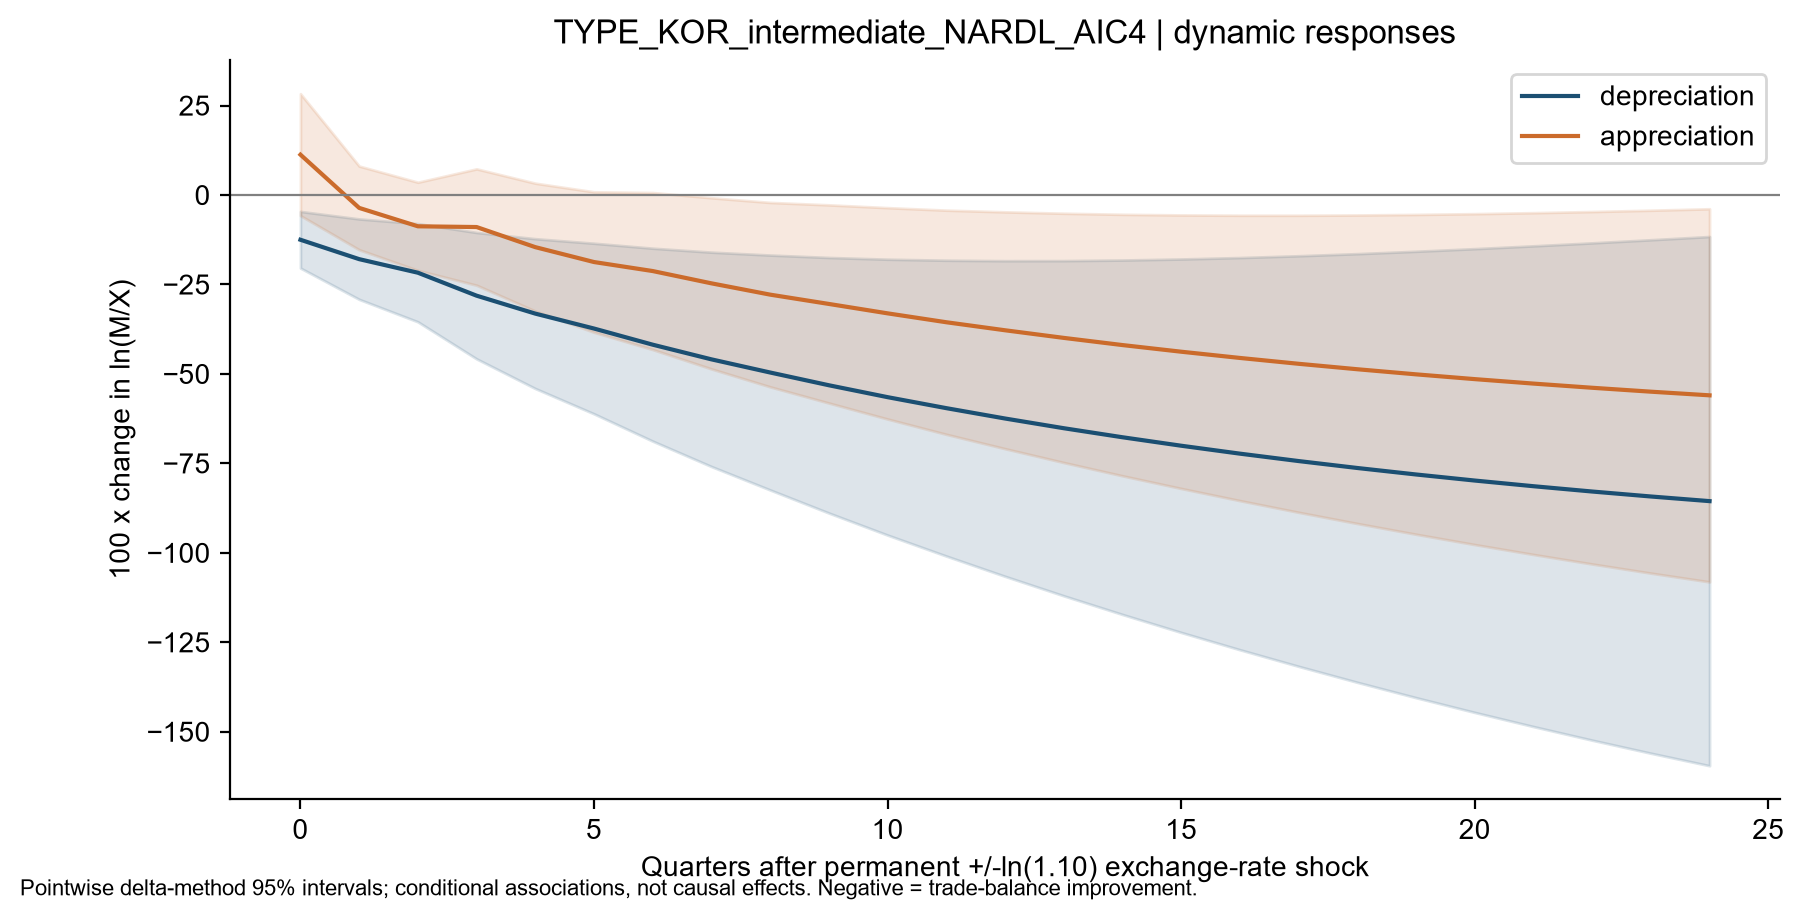 TYPE_KOR_intermediate_NARDL_AIC4 | dynamic responses
depreciation
appreciation
25
0
−25
−50
−75
−100
−125
−150
100 x change in ln(M/X)
0
5
10
15
20
25
Quarters after permanent +/-ln(1.10) exchange-rate shock
Pointwise delta-method 95% intervals; conditional associations, not causal effects. Negative = trade-balance improvement.